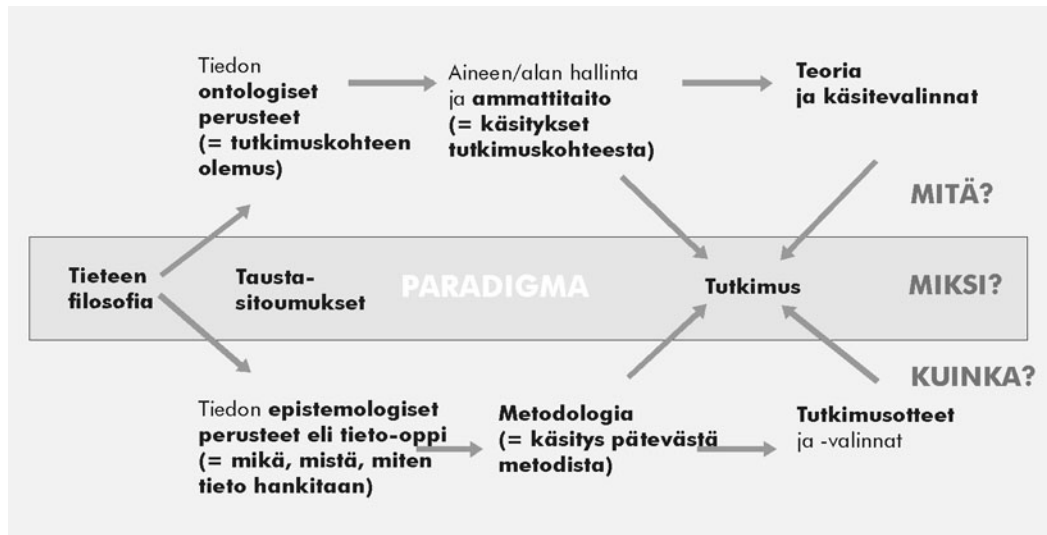 Tiedon
ontologiset
perusteet
(= tutkimuskohteen
olemus)
Aineen/alan hallinta
ja ammattitaito
(= käsitykset
tutkimuskohteesta)
Teoria
ja käsitevalinnat
MITÄ?
Tieteen
filosofia
Tausta-
sitoumukset
PARADIGMA
Tutkimus
MIKSI?
KUINKA?
Tiedon epistemologiset
perusteet eli tieto-oppi
(= mikä, mistä, miten
tieto hankitaan)
Metodologia
(= käsitys pätevästä
metodista)
Tutkimusotteet
ja -valinnat